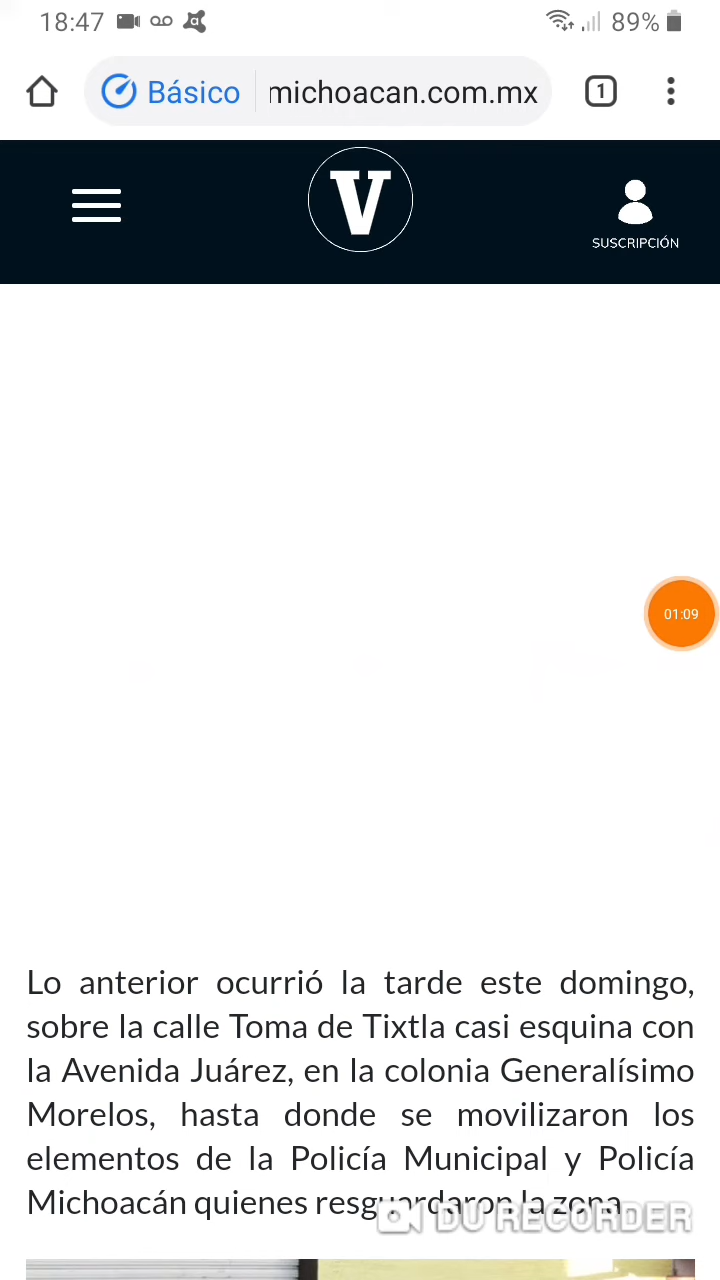 18:47 89%
Básico michoacan.com.mx 1
V
SUSCRIPCIÓN
01:09
Lo anterior ocurrió la tarde este domingo,
sobre la calle Toma de Tixtla casi esquina con
la Avenida Juárez, en la colonia Generalísimo
Morelos, hasta donde se movilizaron los
elementos de la Policía Municipal y Policía
Michoacán quienes resguardaron la zona
DU RECORDER